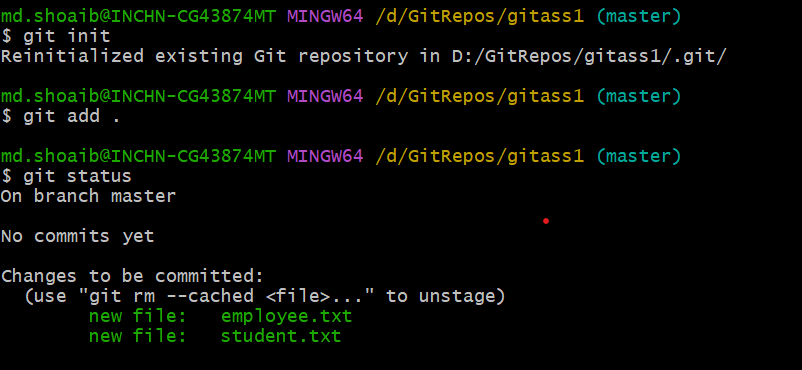 md.shoaib@INCHN-CG43874MT MINGW64 /d/GitRepos/gitass1 (master)
$ git init
Reinitialized existing Git repository in D:/GitRepos/gitass1/.git/
md.shoaib@INCHN-CG43874MT MINGW64 /d/GitRepos/gitass1 (master)
$ git add .
md.shoaib@INCHN-CG43874MT MINGW64 /d/GitRepos/gitass1 (master)
$ git status
On branch master
No commits yet
Changes to be committed:
  (use "git rm --cached <file>..." to unstage)
        new file:   employee.txt
        new file:   student.txt